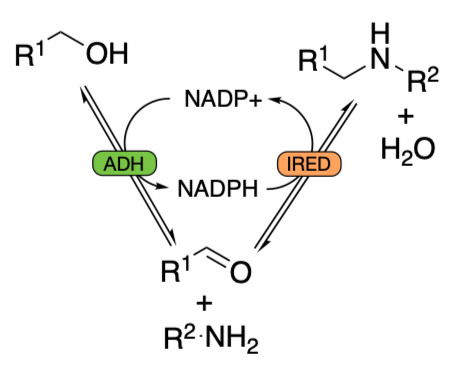 R¹ OH
H
R¹ N R²
+
H₂O
NADP+
ADH
IRED
NADPH
R¹ O
+
R²·NH₂